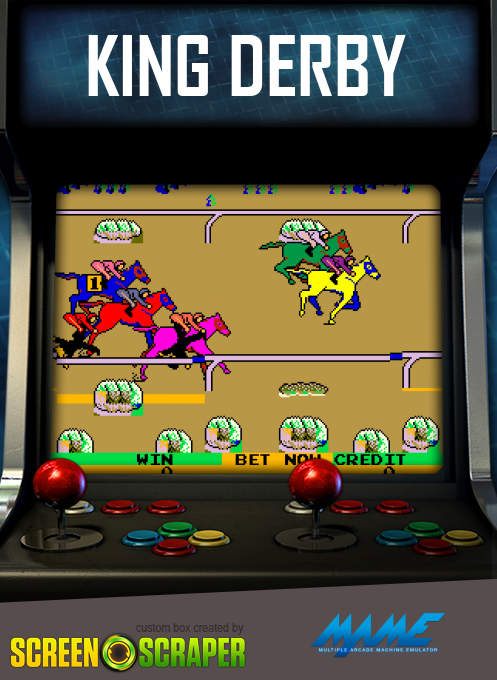 KING DERBY
1
WIN BET NOW CREDIT
0 0
custom box created by
SCREEN SCRAPER
MAME
MULTIPLE ARCADE MACHINE EMULATOR